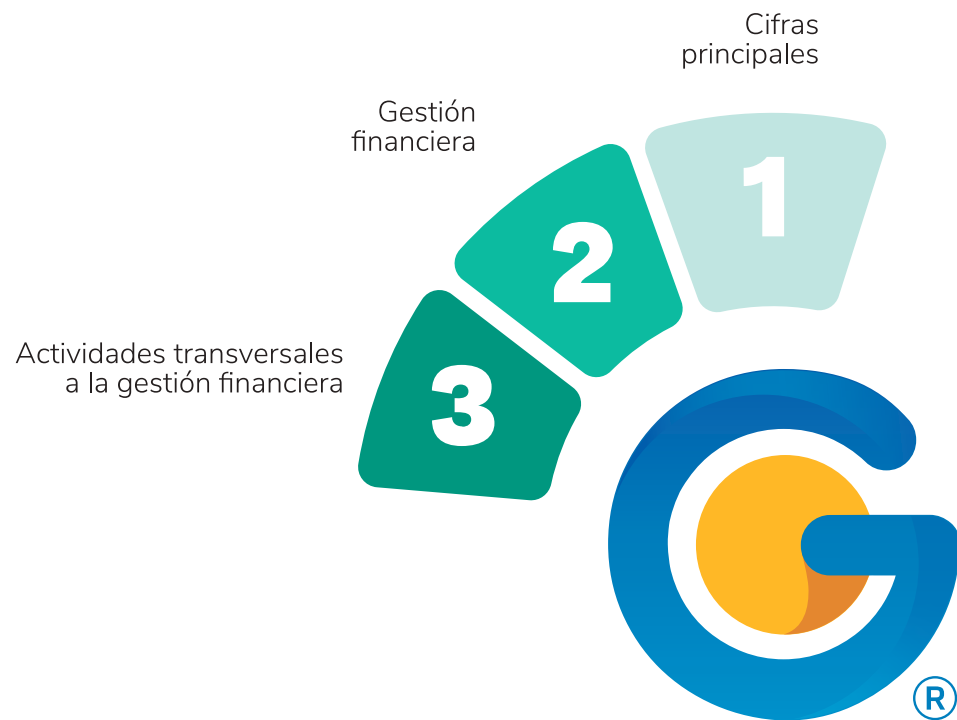 Cifras
principales
1
Gestión
financiera
2
Actividades transversales
a la gestión financiera
3
G
®